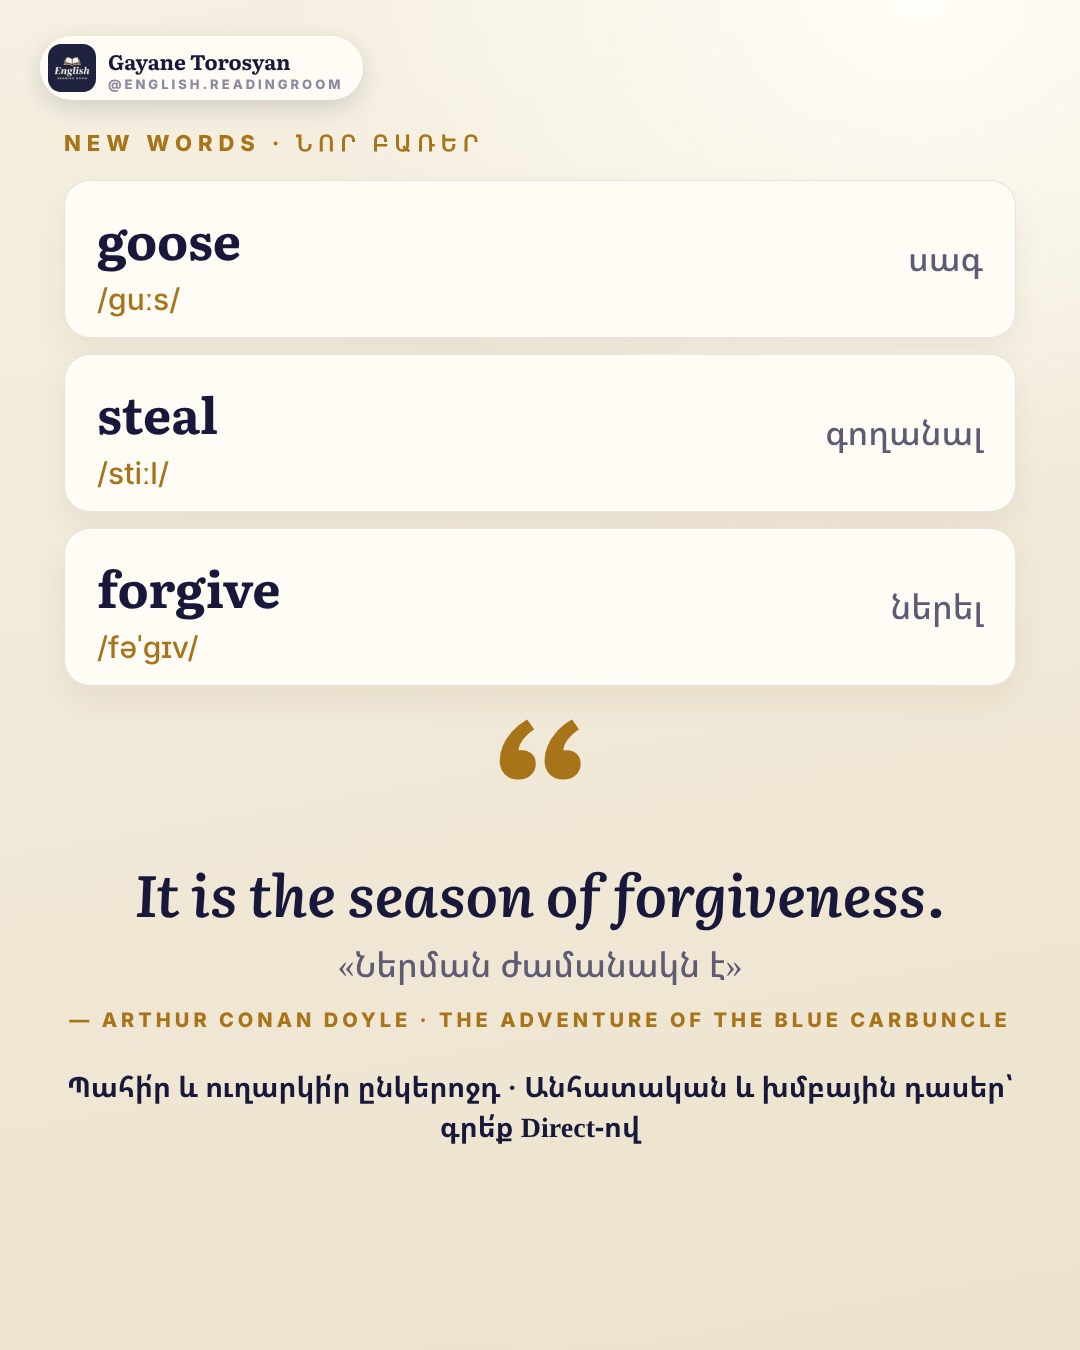 English
Gayane Torosyan
@ENGLISH.READINGROOM
NEW WORDS · ՆՈՐ ԲԱՌԵՐ
goose
/ɡuːs/
սագ
steal
/stiːl/
գողանալ
forgive
/fəˈɡɪv/
ներել
“
It is the season of forgiveness.
«Ներման ժամանակն է»
— ARTHUR CONAN DOYLE · THE ADVENTURE OF THE BLUE CARBUNCLE
Պահի՛ր և ուղարկի՛ր ընկերոջդ · Անհատական և խմբային դասեր՝
գրե՛ք Direct-ով